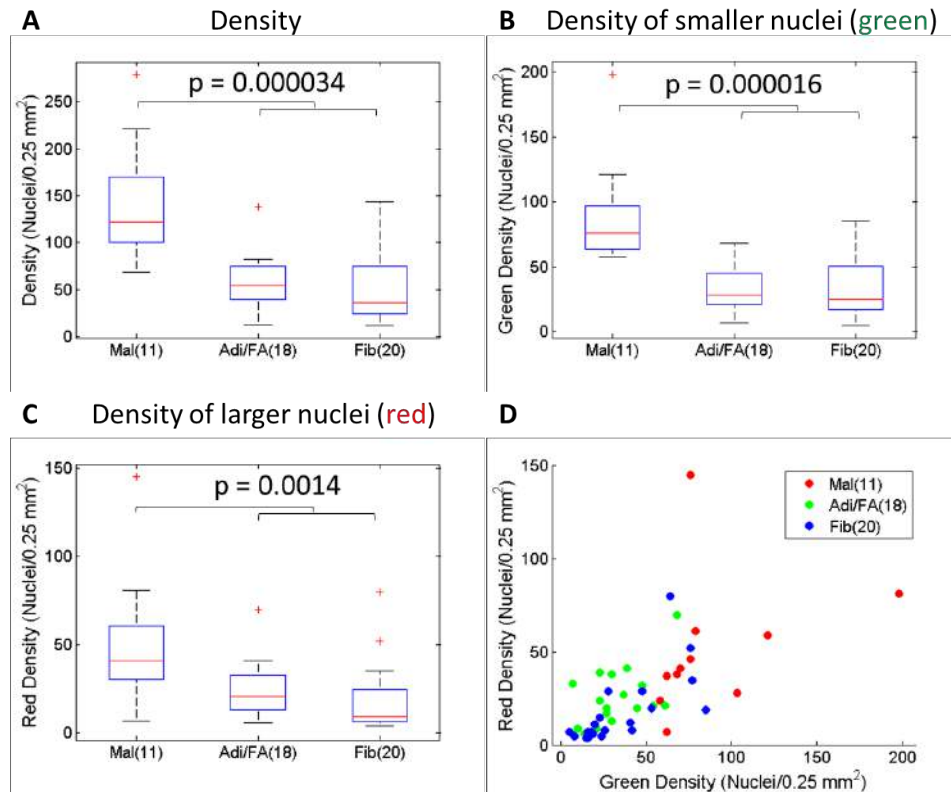 A Density
p = 0.000034
Density (Nuclei/0.25 mm²)
250
200
150
100
50
0
Mal(11) Adi/FA(18) Fib(20)
B Density of smaller nuclei (green)
p = 0.000016
Green Density (Nuclei/0.25 mm²)
200
150
100
50
0
Mal(11) Adi/FA(18) Fib(20)
C Density of larger nuclei (red)
p = 0.0014
Red Density (Nuclei/0.25 mm²)
150
100
50
0
Mal(11) Adi/FA(18) Fib(20)
D
Red Density (Nuclei/0.25 mm²)
150
100
50
0
Mal(11)
Adi/FA(18)
Fib(20)
0 50 100 150 200
Green Density (Nuclei/0.25 mm²)